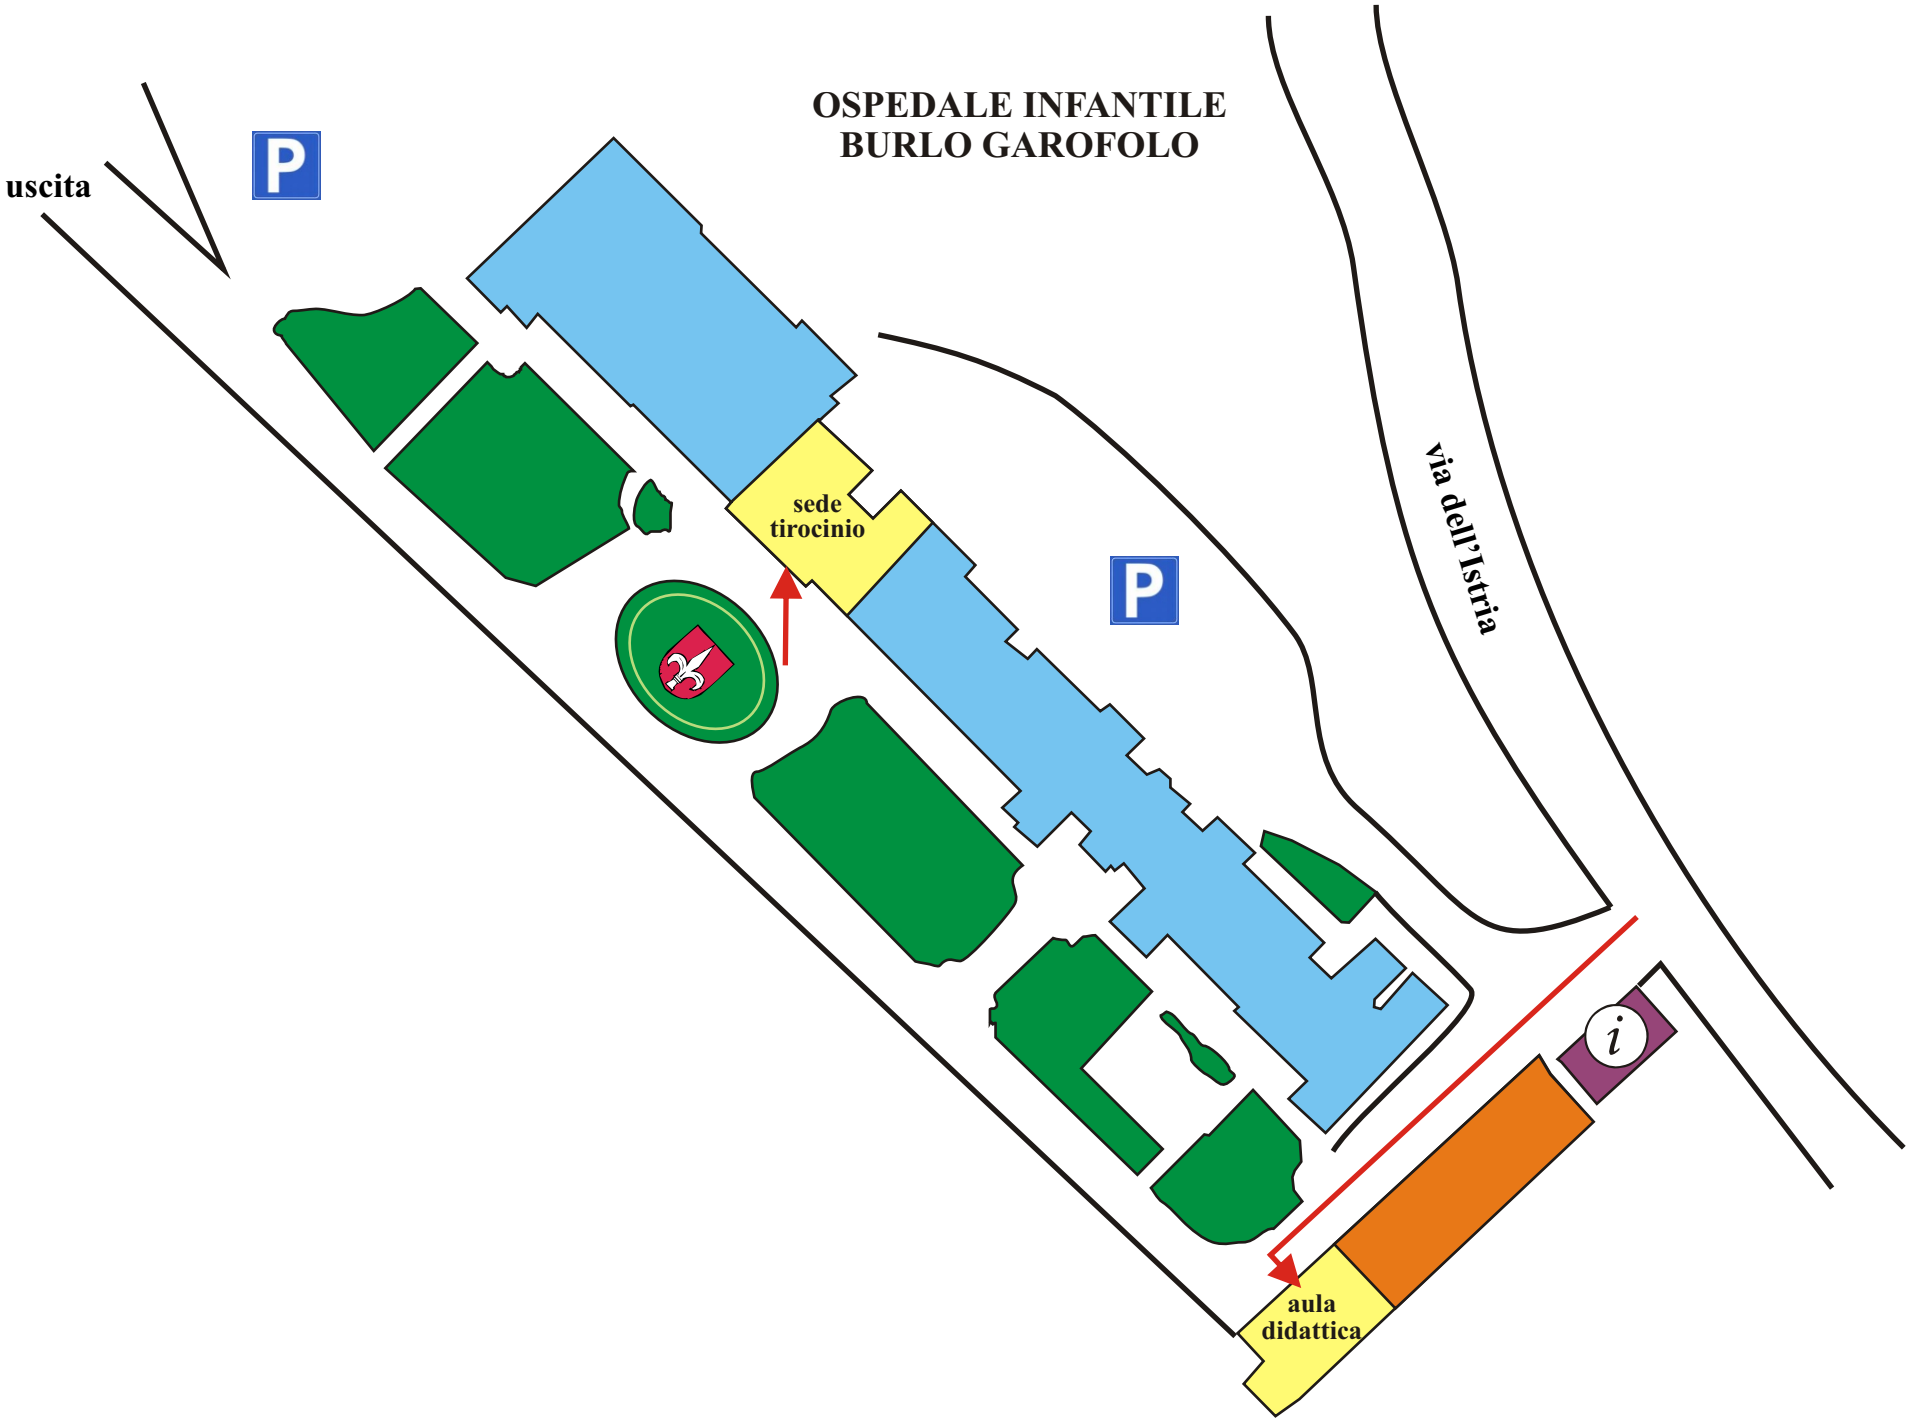 OSPEDALE INFANTILE
BURLO GAROFOLO
P
uscita
via dell'Istria
sede
tirocinio
P
i
aula
didattica